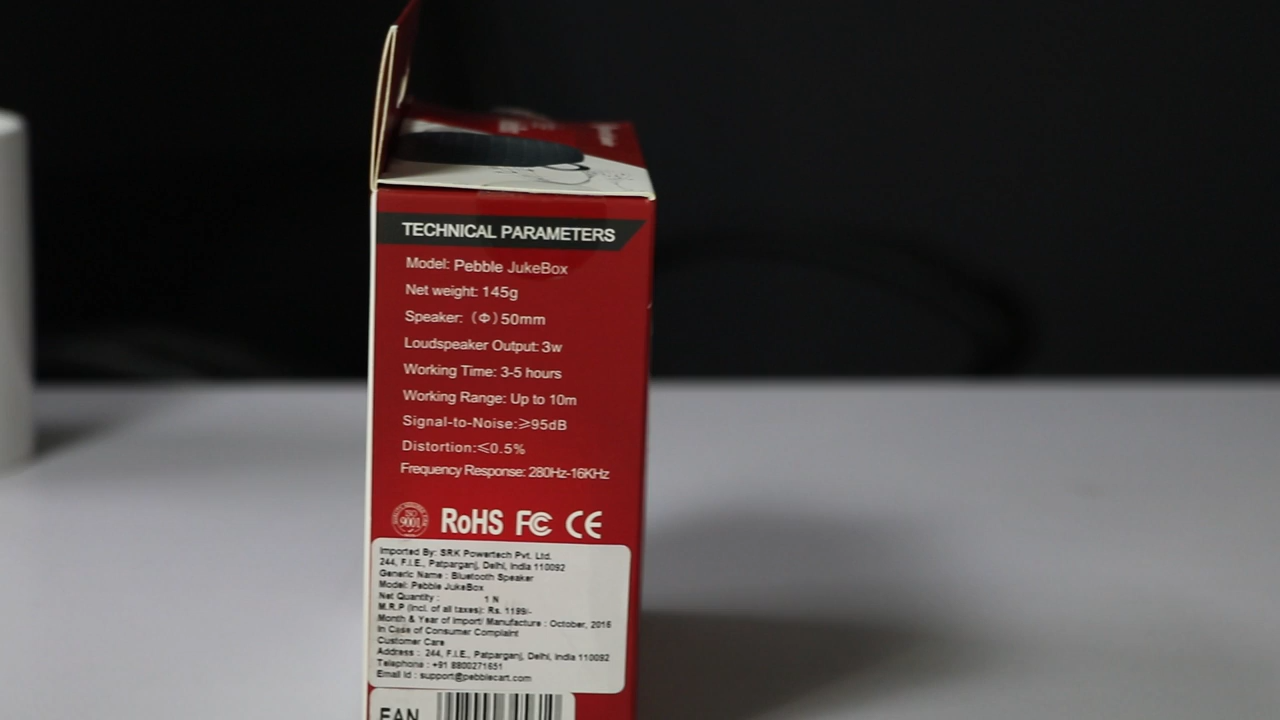 TECHNICAL PARAMETERS
Model: Pebble JukeBox
Net weight: 145g
Speaker: (Φ) 50mm
Loudspeaker Output: 3w
Working Time: 3-5 hours
Working Range: Up to 10m
Signal-to-Noise:≥95dB
Distortion:≤0.5%
Frequency Response: 280Hz-16KHz
ISO 9001 RoHS FC CE
Imported By: SRK Powertech Pvt. Ltd.
244, F.I.E., Patparganj, Delhi, India 110092
Generic Name : Bluetooth Speaker
Model: Pebble JukeBox
Net Quantity : 1 N
M.R.P (Incl. of all taxes): Rs. 1199/-
Month & Year of Import/ Manufacture : October, 2016
In Case of Consumer Complaint
Customer Care
Address : 244, F.I.E., Patparganj, Delhi, India 110092
Telephone : +91 8800271651
Email Id : support@pebblecart.com
EAN